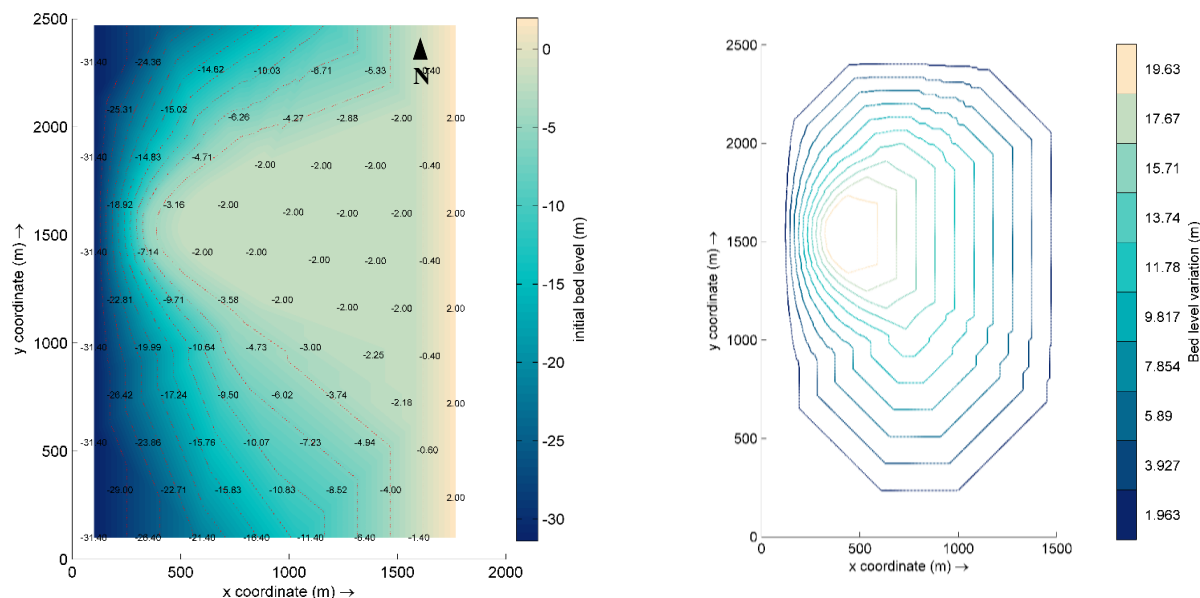 2500
2000
1500
1000
500
0
y coordinate (m) →
N
-31.40 -24.36 -14.62 -10.03 -8.71 -5.33 -0.40
-25.31 -15.02 -6.26 -4.27 -2.88 -2.00 2.00
-31.40 -14.83 -4.71 -2.00 -2.00 -2.00 -0.40
-18.92 -3.16 -2.00 -2.00 -2.00 -2.00 2.00
-31.40 -7.14 -2.00 -2.00 -2.00 -2.00 -0.40
-22.81 -9.71 -3.58 -2.00 -2.00 -2.00 2.00
-31.40 -19.99 -10.64 -4.73 -3.00 -2.25 -0.40
-26.42 -17.24 -9.50 -6.02 -3.74 -2.18 2.00
-31.40 -23.86 -15.76 -10.07 -7.23 -4.94 -0.60
-29.00 -22.71 -15.83 -10.83 -8.52 -4.00 2.00
-31.40 -26.40 -21.40 -16.40 -11.40 -6.40 -1.40
0 500 1000 1500 2000
x coordinate (m) →
0
-5
-10
-15
-20
-25
-30
initial bed level (m)
2500
2000
1500
1000
500
0
y coordinate (m) →
0 500 1000 1500
x coordinate (m) →
19.63
17.67
15.71
13.74
11.78
9.817
7.854
5.89
3.927
1.963
Bed level variation (m)